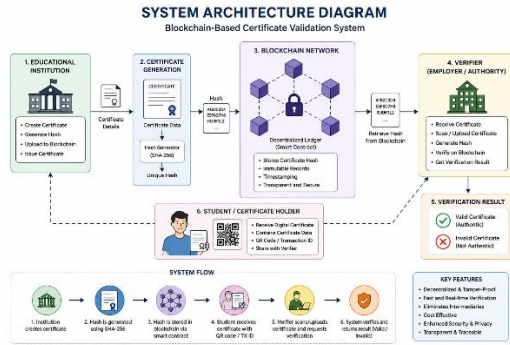 SYSTEM ARCHITECTURE DIAGRAM
Blockchain-Based Certificate Validation System
1. EDUCATIONAL
INSTITUTION
• Create Certificate
• Generate Hash
• Upload to Blockchain
• Issue Certificate
Certificate
Details
2. CERTIFICATE
GENERATION
CERTIFICATE
Certificate Data
Hash Generator
(SHA-256)
Unique Hash
Hash
3. BLOCKCHAIN NETWORK
Decentralized Ledger
(Smart Contract)
• Stores Certificate Hash
• Immutable Records
• Timestamping
• Transparent and Secure
Retrieve Hash
from Blockchain
4. VERIFIER
(EMPLOYER / AUTHORITY)
• Receive Certificate
• Scan / Upload Certificate
• Generate Hash
• Verify on Blockchain
• Get Verification Result
5. VERIFICATION RESULT
Valid Certificate
(Authentic)
Invalid Certificate
(Not Authentic)
6. STUDENT / CERTIFICATE HOLDER
• Receive Digital Certificate
• Contains Certificate Data
• QR Code / Transaction ID
• Share with Verifier
SYSTEM FLOW
1. Institution
creates certificate
2. Hash is generated
using SHA-256
3. Hash is stored in
blockchain via
smart contract
4. Student receives
certificate with
QR code / TX ID
5. Verifier scans/uploads
certificate and requests
verification
6. System verifies and
returns result (Valid /
Invalid)
KEY FEATURES
• Decentralized & Tamper-Proof
• Fast and Real-time Verification
• Eliminates Intermediaries
• Cost Effective
• Enhanced Security & Privacy
• Transparent & Traceable